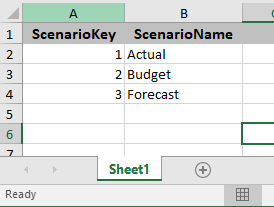 A B
1 ScenarioKey ScenarioName
2 1 Actual
3 2 Budget
4 3 Forecast
5
6
7
Sheet1
Ready